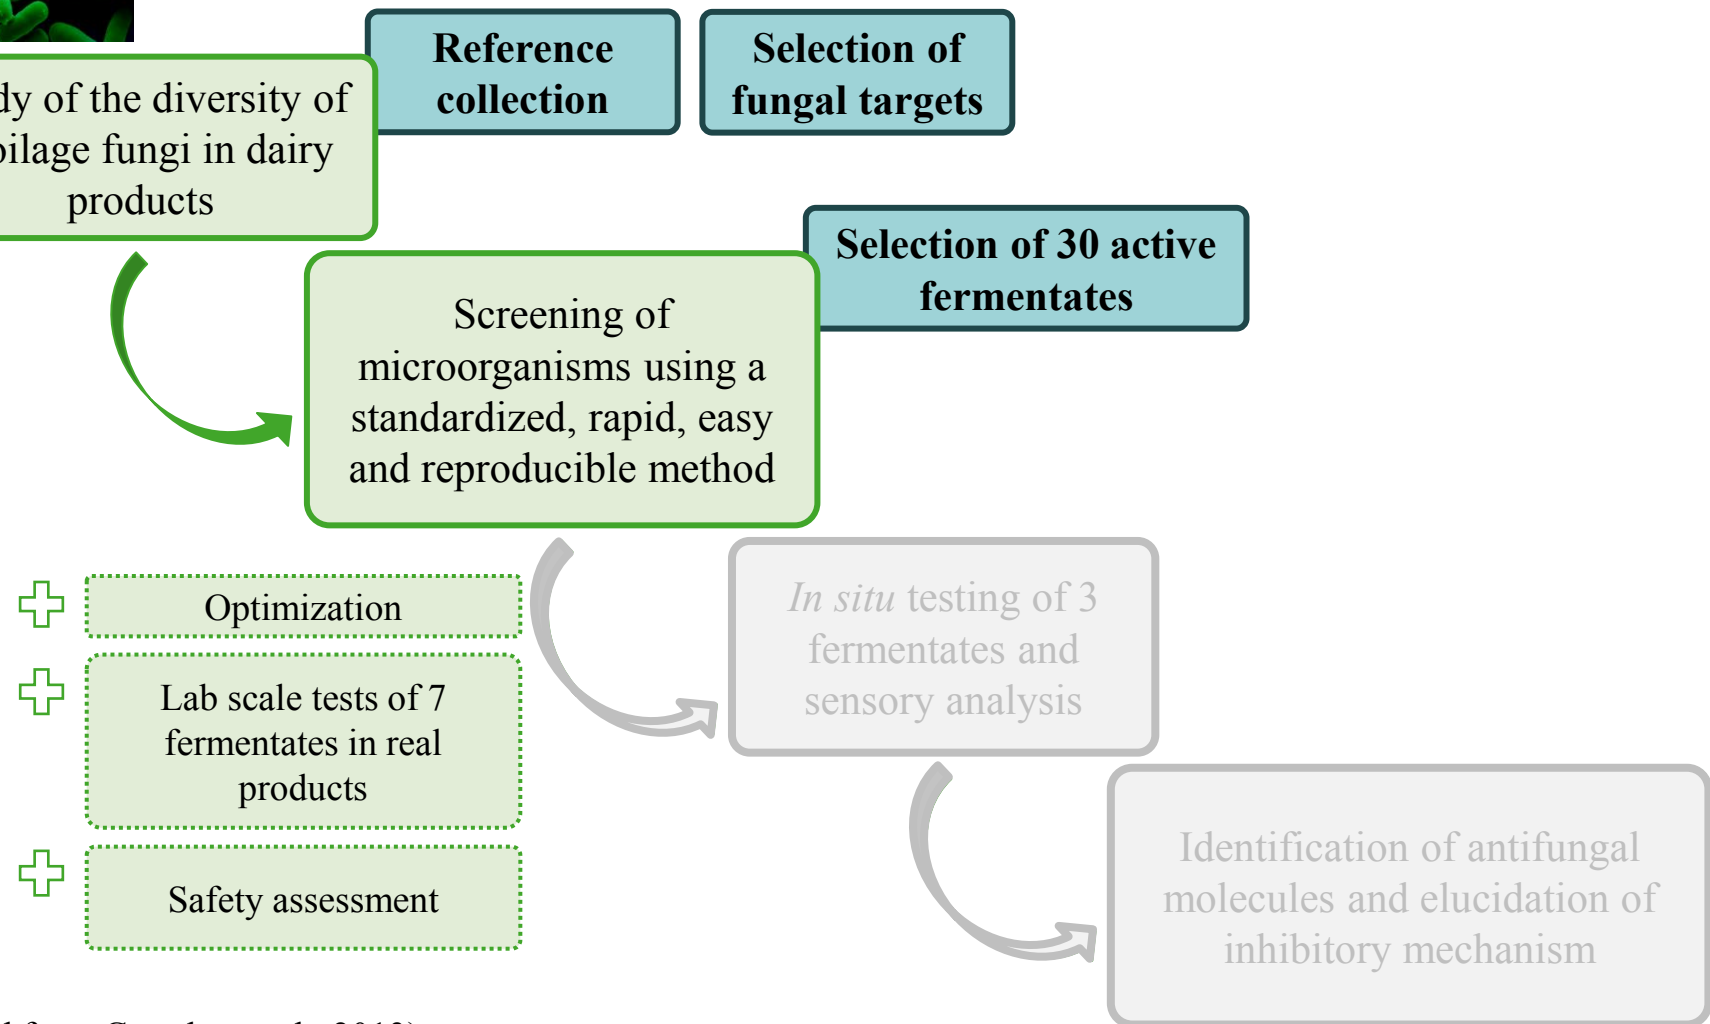 Reference
collection
Selection of
fungal targets
of the diversity of
fungi in dairy
products
Selection of 30 active
fermentates
Screening of
microorganisms using a
standardized, rapid, easy
and reproducible method
Optimization
Lab scale tests of 7
fermentates in real
products
Safety assessment
In situ testing of 3
fermentates and
sensory analysis
Identification of antifungal
molecules and elucidation of
inhibitory mechanism